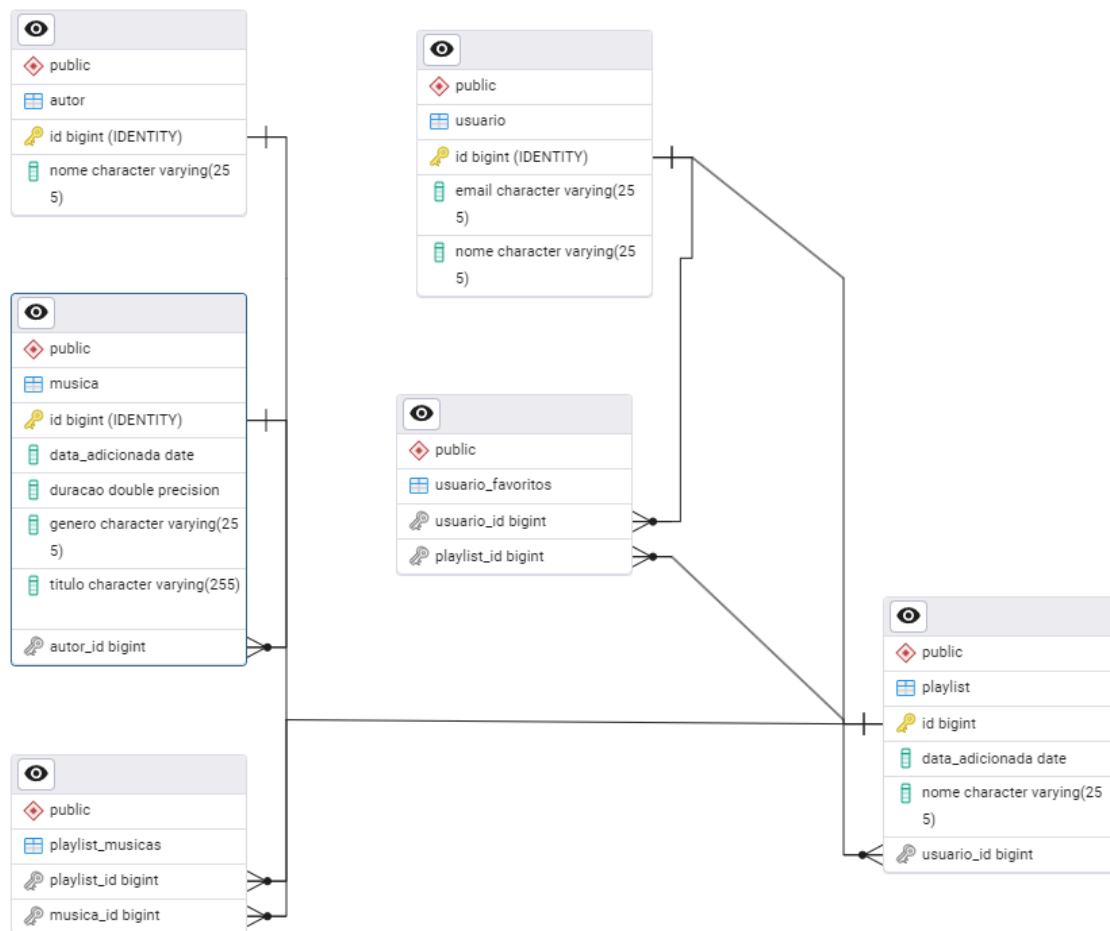 public
autor
id bigint (IDENTITY)
nome character varying(25
5)
public
usuario
id bigint (IDENTITY)
email character varying(25
5)
nome character varying(25
5)
public
musica
id bigint (IDENTITY)
data_adicionada date
duracao double precision
genero character varying(25
5)
titulo character varying(255)
autor_id bigint
public
usuario_favoritos
usuario_id bigint
playlist_id bigint
public
playlist
id bigint
data_adicionada date
nome character varying(25
5)
usuario_id bigint
public
playlist_musicas
playlist_id bigint
musica_id bigint